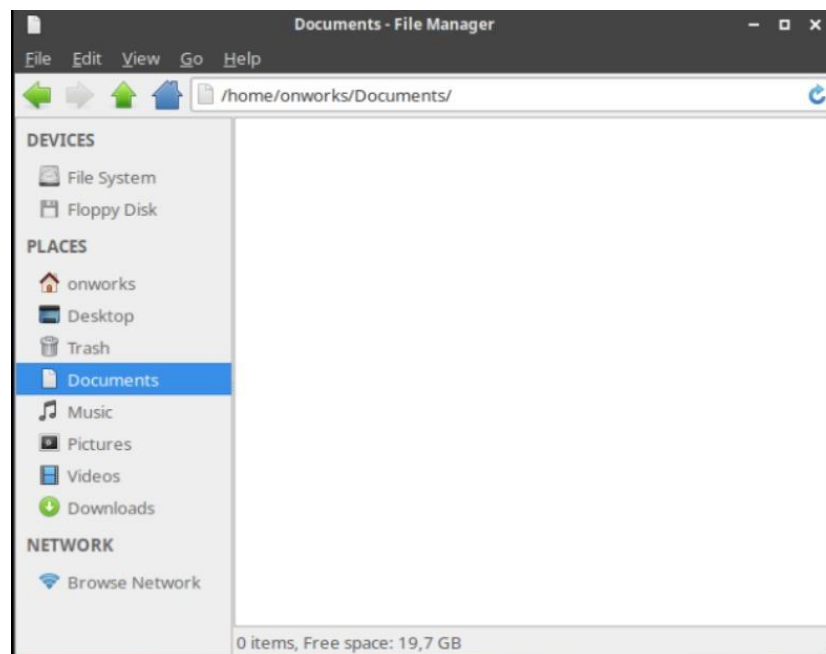 Documents - File Manager
File Edit View Go Help
/home/onworks/Documents/
DEVICES
File System
Floppy Disk
PLACES
onworks
Desktop
Trash
Documents
Music
Pictures
Videos
Downloads
NETWORK
Browse Network
0 items, Free space: 19,7 GB